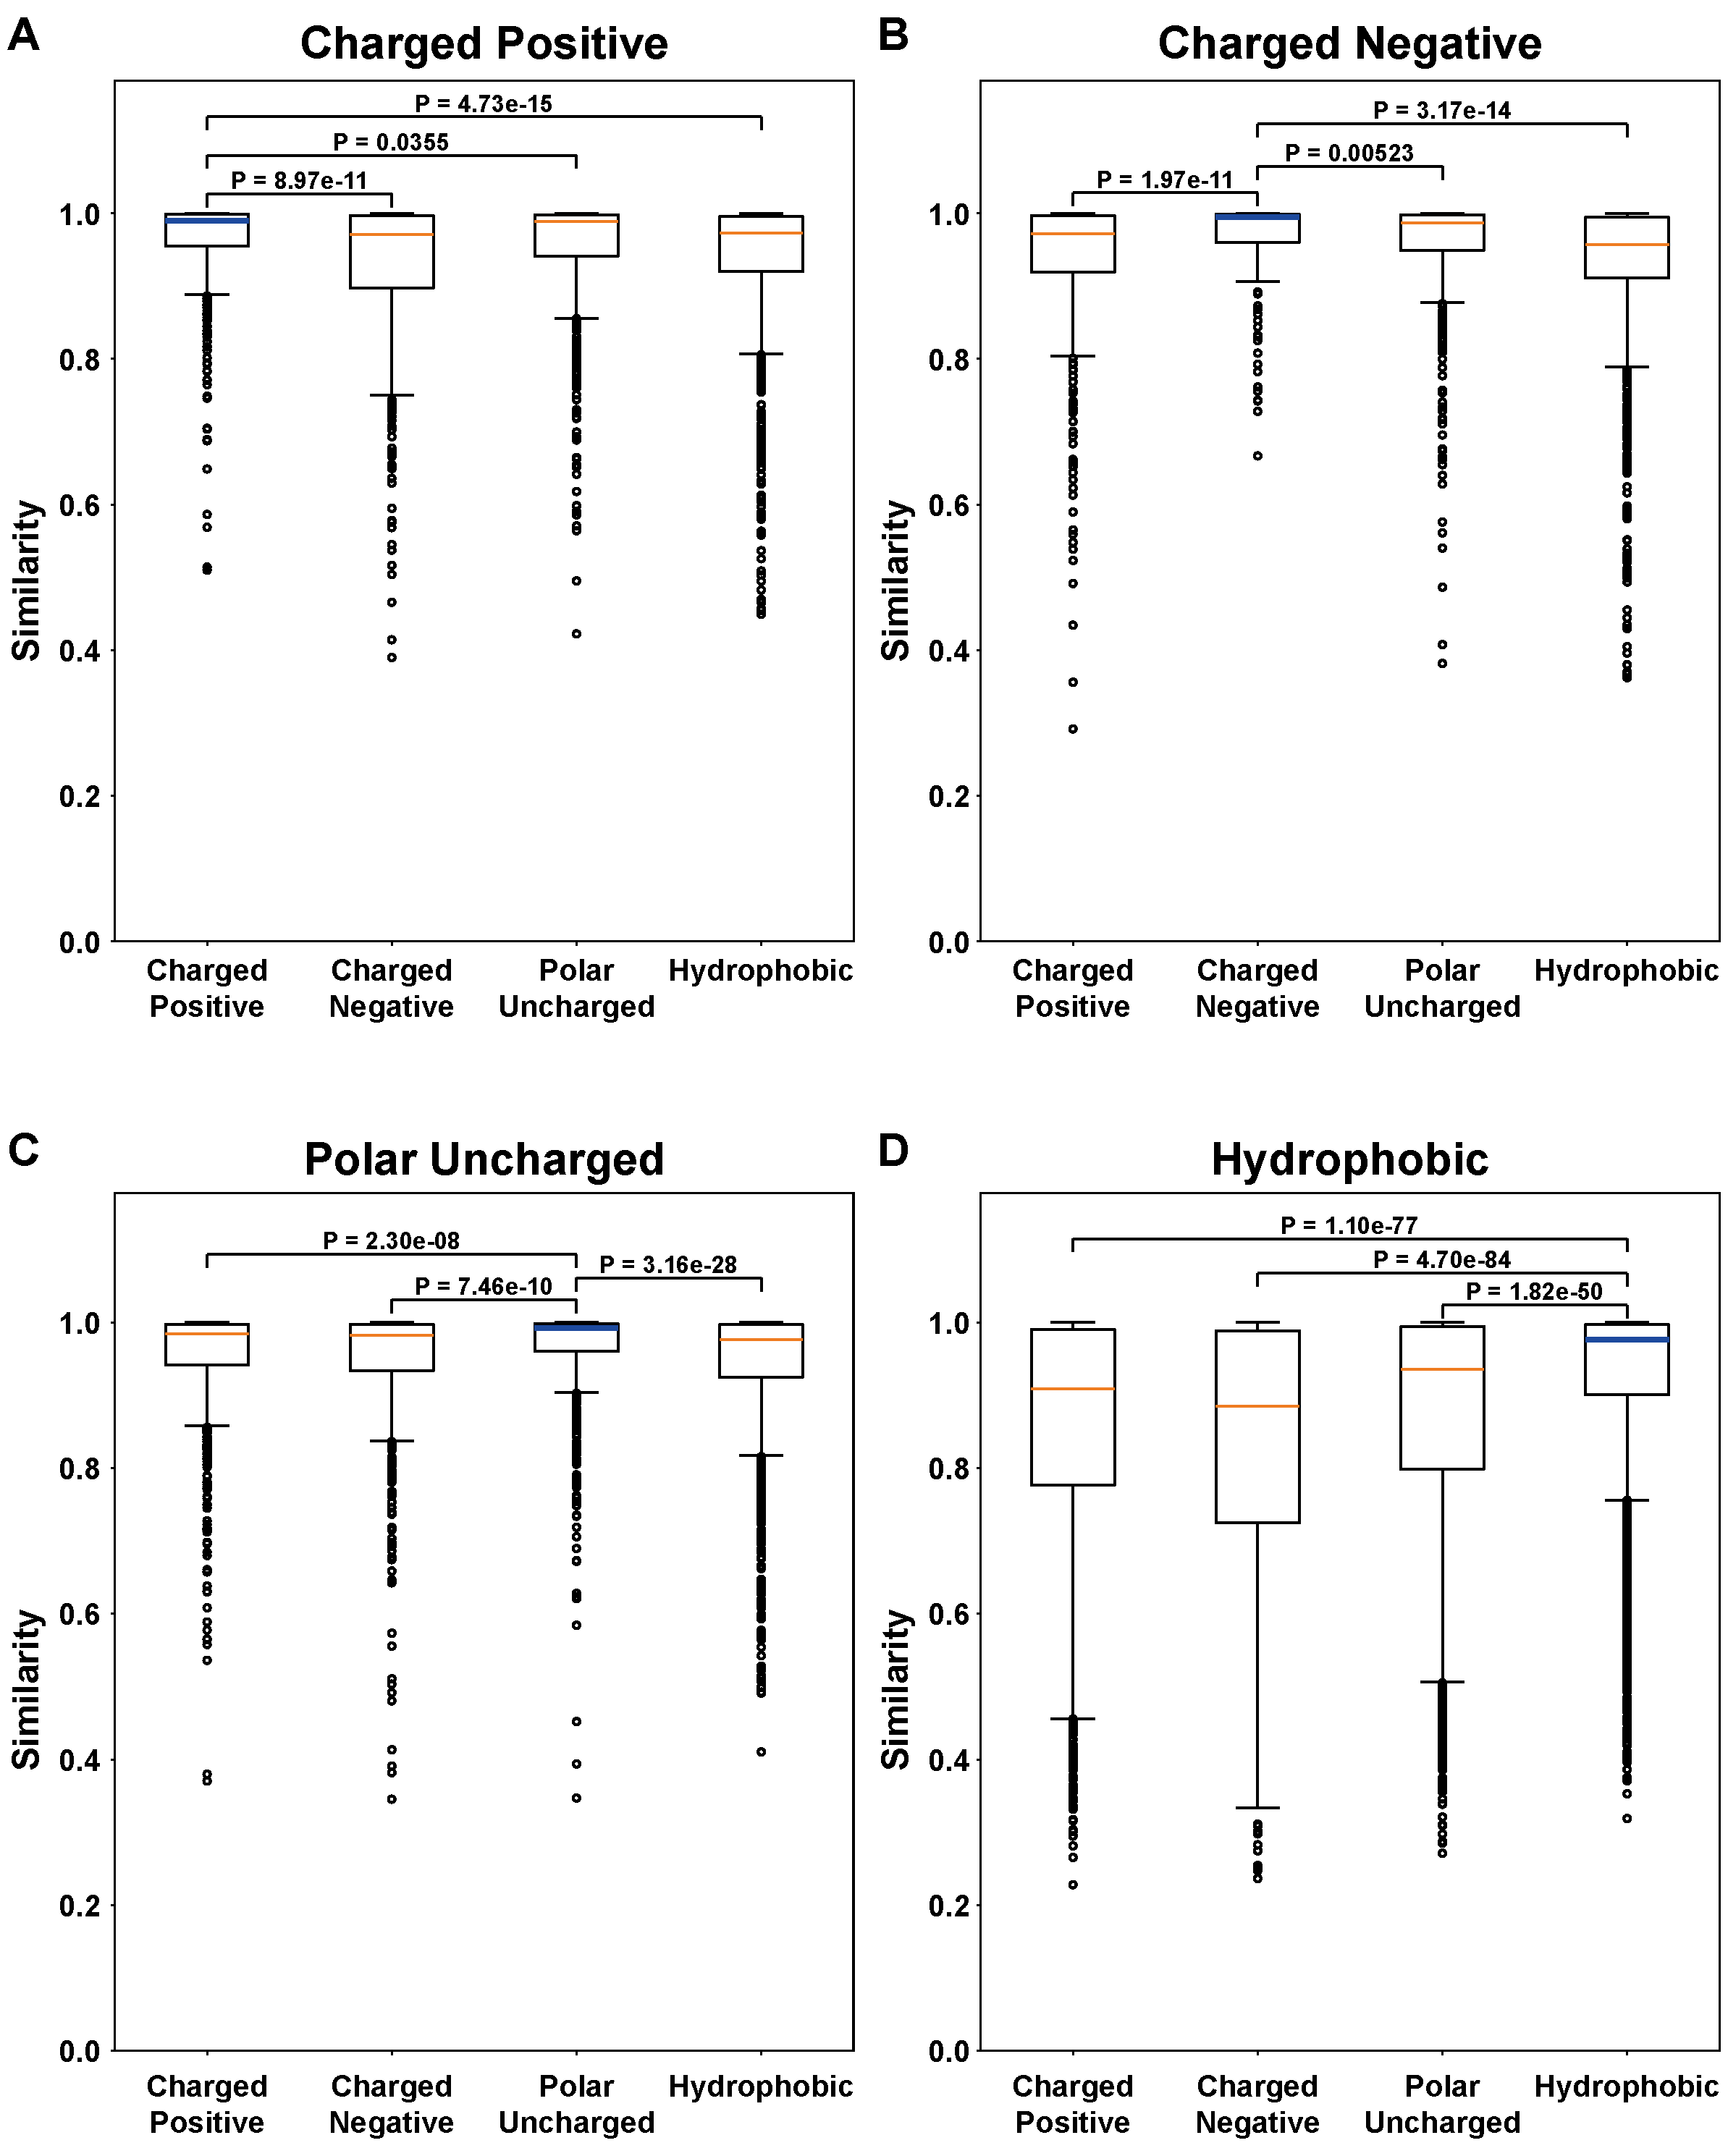 A
Charged Positive
P = 4.73e-15
P = 0.0355
P = 8.97e-11
1.0
0.8
0.6
0.4
0.2
0.0
Similarity
Charged
Positive
Charged
Negative
Polar
Uncharged
Hydrophobic
B
Charged Negative
P = 3.17e-14
P = 0.00523
P = 1.97e-11
1.0
0.8
0.6
0.4
0.2
0.0
Similarity
Charged
Positive
Charged
Negative
Polar
Uncharged
Hydrophobic
C
Polar Uncharged
P = 2.30e-08
P = 3.16e-28
P = 7.46e-10
1.0
0.8
0.6
0.4
0.2
0.0
Similarity
Charged
Positive
Charged
Negative
Polar
Uncharged
Hydrophobic
D
Hydrophobic
P = 1.10e-77
P = 4.70e-84
P = 1.82e-50
1.0
0.8
0.6
0.4
0.2
0.0
Similarity
Charged
Positive
Charged
Negative
Polar
Uncharged
Hydrophobic